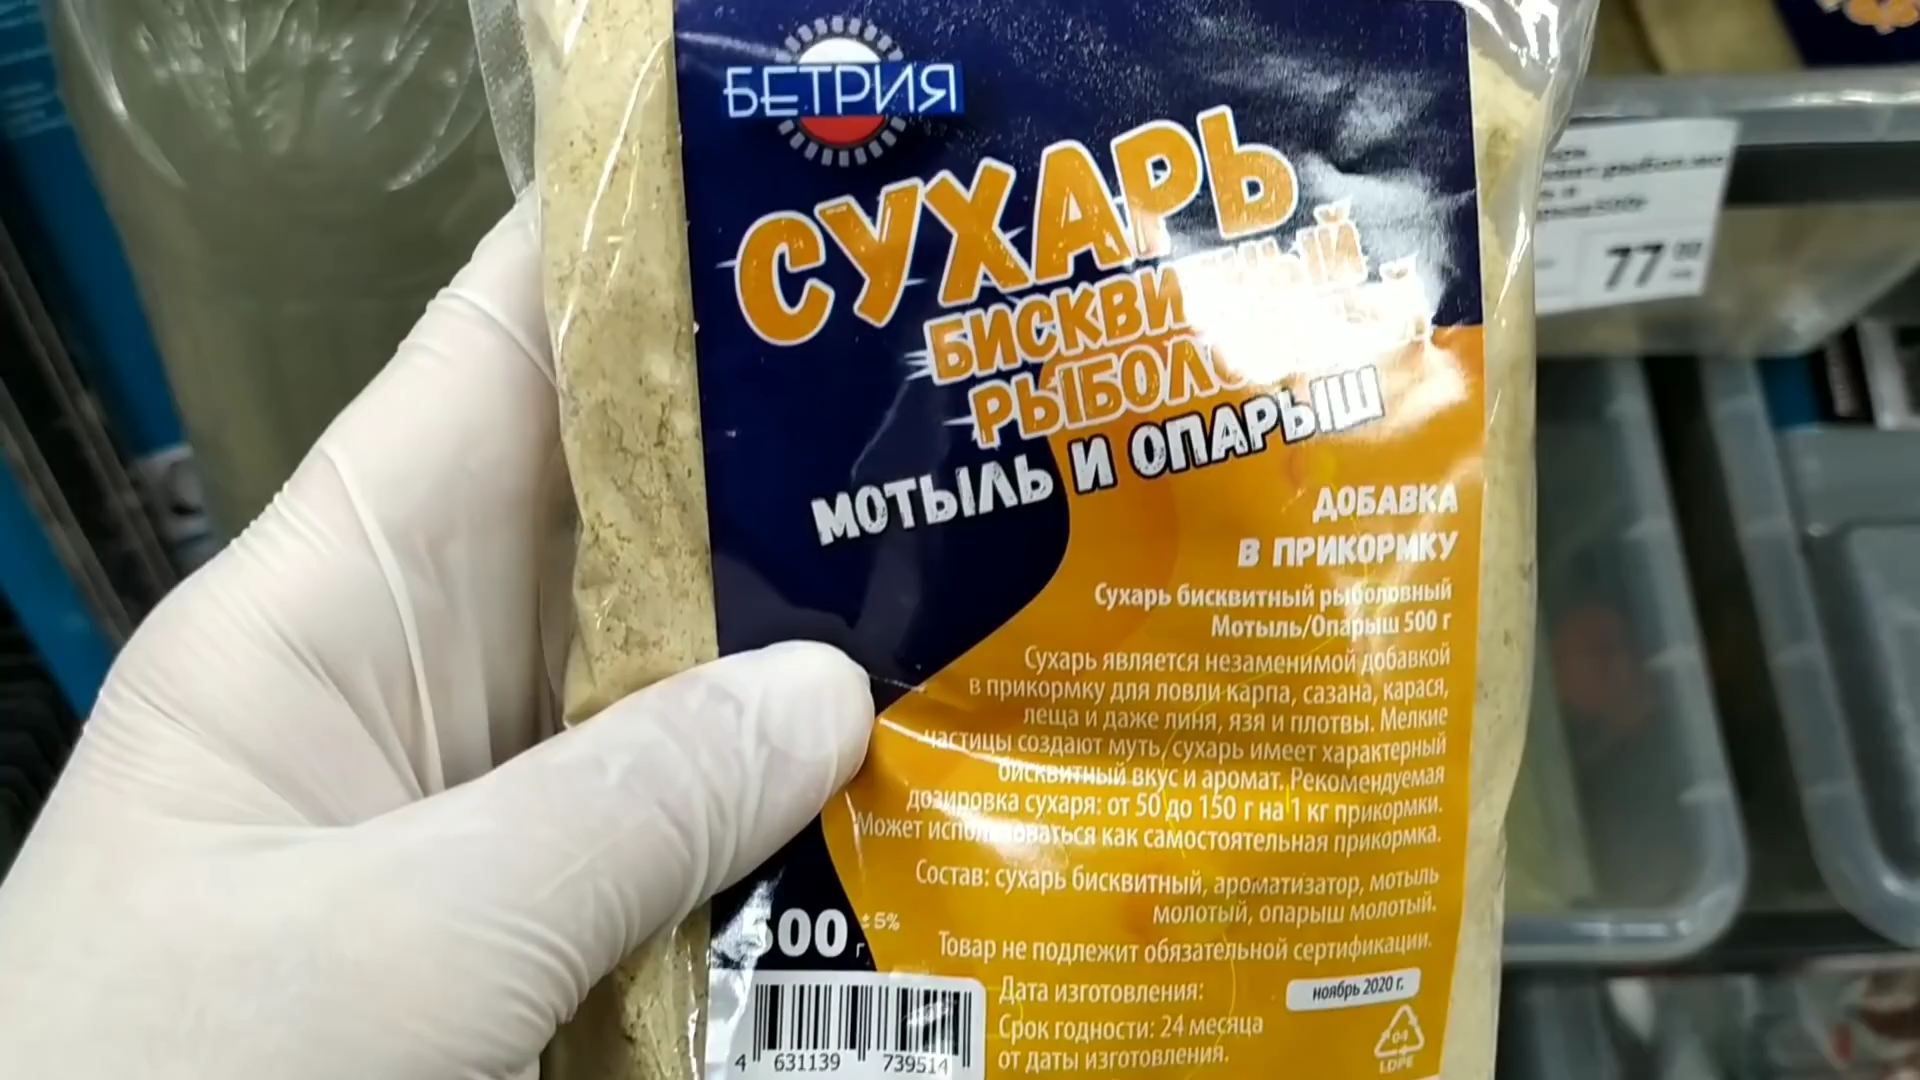 БЕТРИЯ
СУХАРЬ
БИСКВИТНЫЙ
МОТЫЛЬ И ОПАРЫШ
ДОБАВКА
В ПРИКОРМКУ
Сухарь бисквитный рыболовный
Мотыль/Опарыш 500 г
Сухарь является незаменимой добавкой
в прикормку для ловли карпа, сазана, карася,
леща и даже линя, язя и плотвы. Мелкие
частицы создают муть, сухарь имеет характерный
бисквитный вкус и аромат. Рекомендуемая
дозировка сухаря: от 50 до 150 г на 1 кг прикормки.
Может использоваться как самостоятельная прикормка.
Состав: сухарь бисквитный, ароматизатор, мотыль
молотый, опарыш молотый.
500 г ± 5%
Товар не подлежит обязательной сертификации.
Дата изготовления: ноябрь 2020 г.
Срок годности: 24 месяца
от даты изготовления.
4 631139 739514
04
LDPE
77